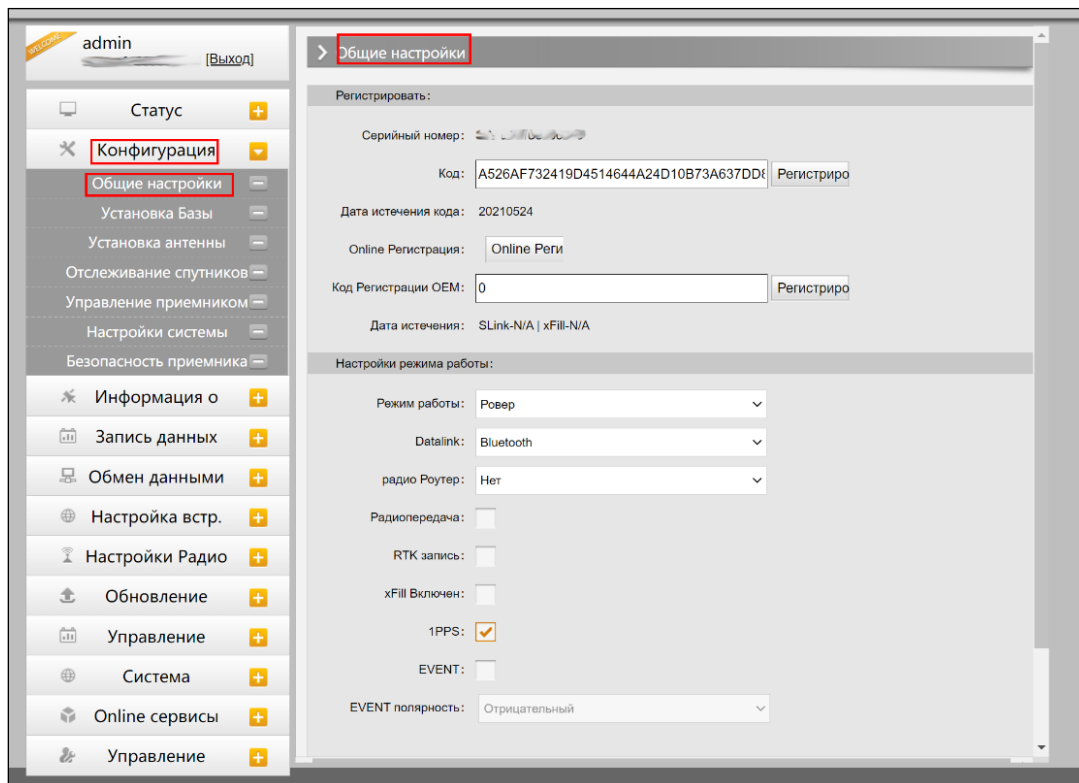 WELCOME
admin
[Выход]
Статус
Конфигурация
Общие настройки
Установка Базы
Установка антенны
Отслеживание спутников
Управление приемником
Настройки системы
Безопасность приемника
Информация о
Запись данных
Обмен данными
Настройка встр.
Настройки Радио
Обновление
Управление
Система
Online сервисы
Управление
Общие настройки
Регистрировать:
Серийный номер:
Код: A526AF732419D4514644A24D10B73A637DD8 Регистриро
Дата истечения кода: 20210524
Online Регистрация: Online Реги
Код Регистрации OEM: 0 Регистриро
Дата истечения: SLink-N/A | xFill-N/A
Настройки режима работы:
Режим работы: Ровер
Datalink: Bluetooth
радио Роутер: Нет
Радиопередача:
RTK запись:
xFill Включен:
1PPS:
EVENT:
EVENT полярность: Отрицательный